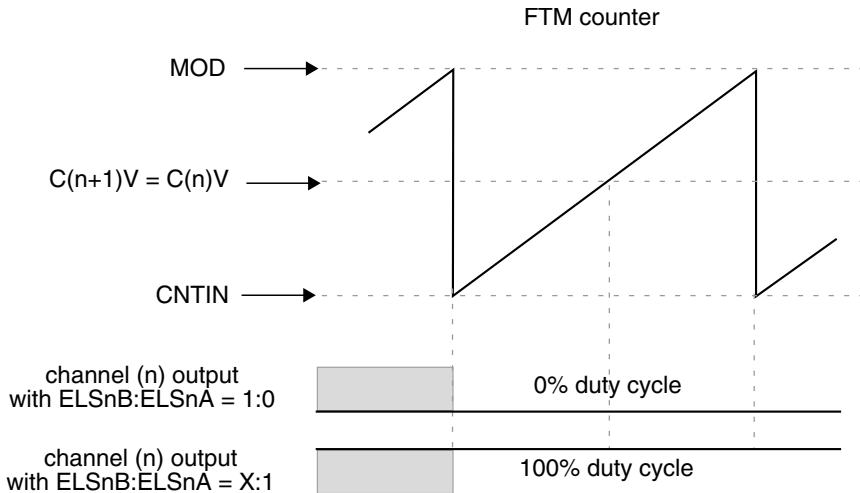 FTM counter
MOD
C(n+1)V = C(n)V
CNTIN
channel (n) output
with ELSnB:ELSnA = 1:0
0% duty cycle
channel (n) output
with ELSnB:ELSnA = X:1
100% duty cycle